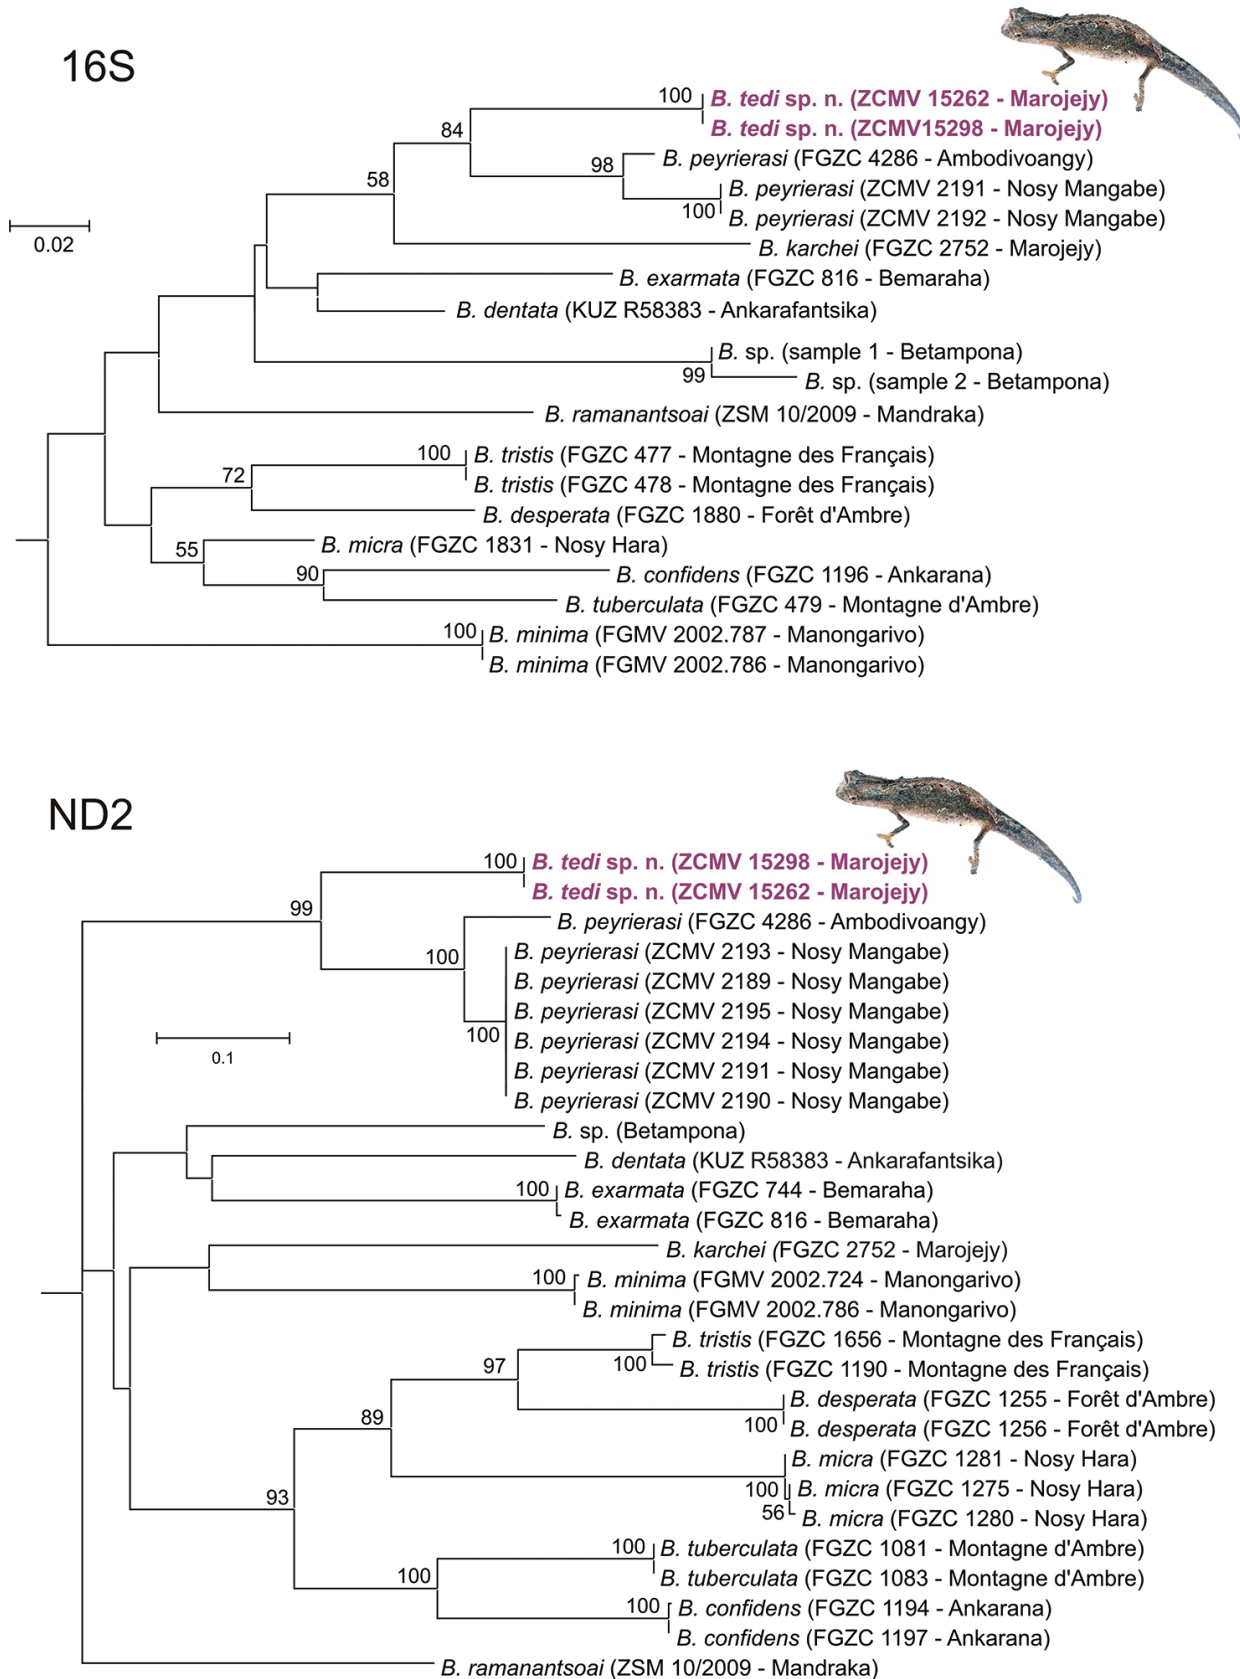 16S
100 B. tedi sp. n. (ZCMV 15262 - Marojejy)
B. tedi sp. n. (ZCMV15298 - Marojejy)
84
98 B. peyrierasi (FGZC 4286 - Ambodivoangy)
58
B. peyrierasi (ZCMV 2191 - Nosy Mangabe)
100
B. peyrierasi (ZCMV 2192 - Nosy Mangabe)
0.02
B. karchei (FGZC 2752 - Marojejy)
B. exarmata (FGZC 816 - Bemaraha)
B. dentata (KUZ R58383 - Ankarafantsika)
B. sp. (sample 1 - Betampona)
99
B. sp. (sample 2 - Betampona)
B. ramanantsoai (ZSM 10/2009 - Mandraka)
100 B. tristis (FGZC 477 - Montagne des Français)
72
B. tristis (FGZC 478 - Montagne des Français)
B. desperata (FGZC 1880 - Forêt d'Ambre)
55 B. micra (FGZC 1831 - Nosy Hara)
90 B. confidens (FGZC 1196 - Ankarana)
B. tuberculata (FGZC 479 - Montagne d'Ambre)
100 B. minima (FGMV 2002.787 - Manongarivo)
B. minima (FGMV 2002.786 - Manongarivo)
ND2
100 B. tedi sp. n. (ZCMV 15298 - Marojejy)
B. tedi sp. n. (ZCMV 15262 - Marojejy)
99
B. peyrierasi (FGZC 4286 - Ambodivoangy)
100 B. peyrierasi (ZCMV 2193 - Nosy Mangabe)
B. peyrierasi (ZCMV 2189 - Nosy Mangabe)
B. peyrierasi (ZCMV 2195 - Nosy Mangabe)
100 B. peyrierasi (ZCMV 2194 - Nosy Mangabe)
0.1
B. peyrierasi (ZCMV 2191 - Nosy Mangabe)
B. peyrierasi (ZCMV 2190 - Nosy Mangabe)
B. sp. (Betampona)
B. dentata (KUZ R58383 - Ankarafantsika)
100 B. exarmata (FGZC 744 - Bemaraha)
B. exarmata (FGZC 816 - Bemaraha)
B. karchei (FGZC 2752 - Marojejy)
100 B. minima (FGMV 2002.724 - Manongarivo)
B. minima (FGMV 2002.786 - Manongarivo)
B. tristis (FGZC 1656 - Montagne des Français)
97 100 B. tristis (FGZC 1190 - Montagne des Français)
B. desperata (FGZC 1255 - Forêt d'Ambre)
89 100 B. desperata (FGZC 1256 - Forêt d'Ambre)
B. micra (FGZC 1281 - Nosy Hara)
93 100 B. micra (FGZC 1275 - Nosy Hara)
56 B. micra (FGZC 1280 - Nosy Hara)
100 B. tuberculata (FGZC 1081 - Montagne d'Ambre)
100 B. tuberculata (FGZC 1083 - Montagne d'Ambre)
100 B. confidens (FGZC 1194 - Ankarana)
B. confidens (FGZC 1197 - Ankarana)
B. ramanantsoai (ZSM 10/2009 - Mandraka)